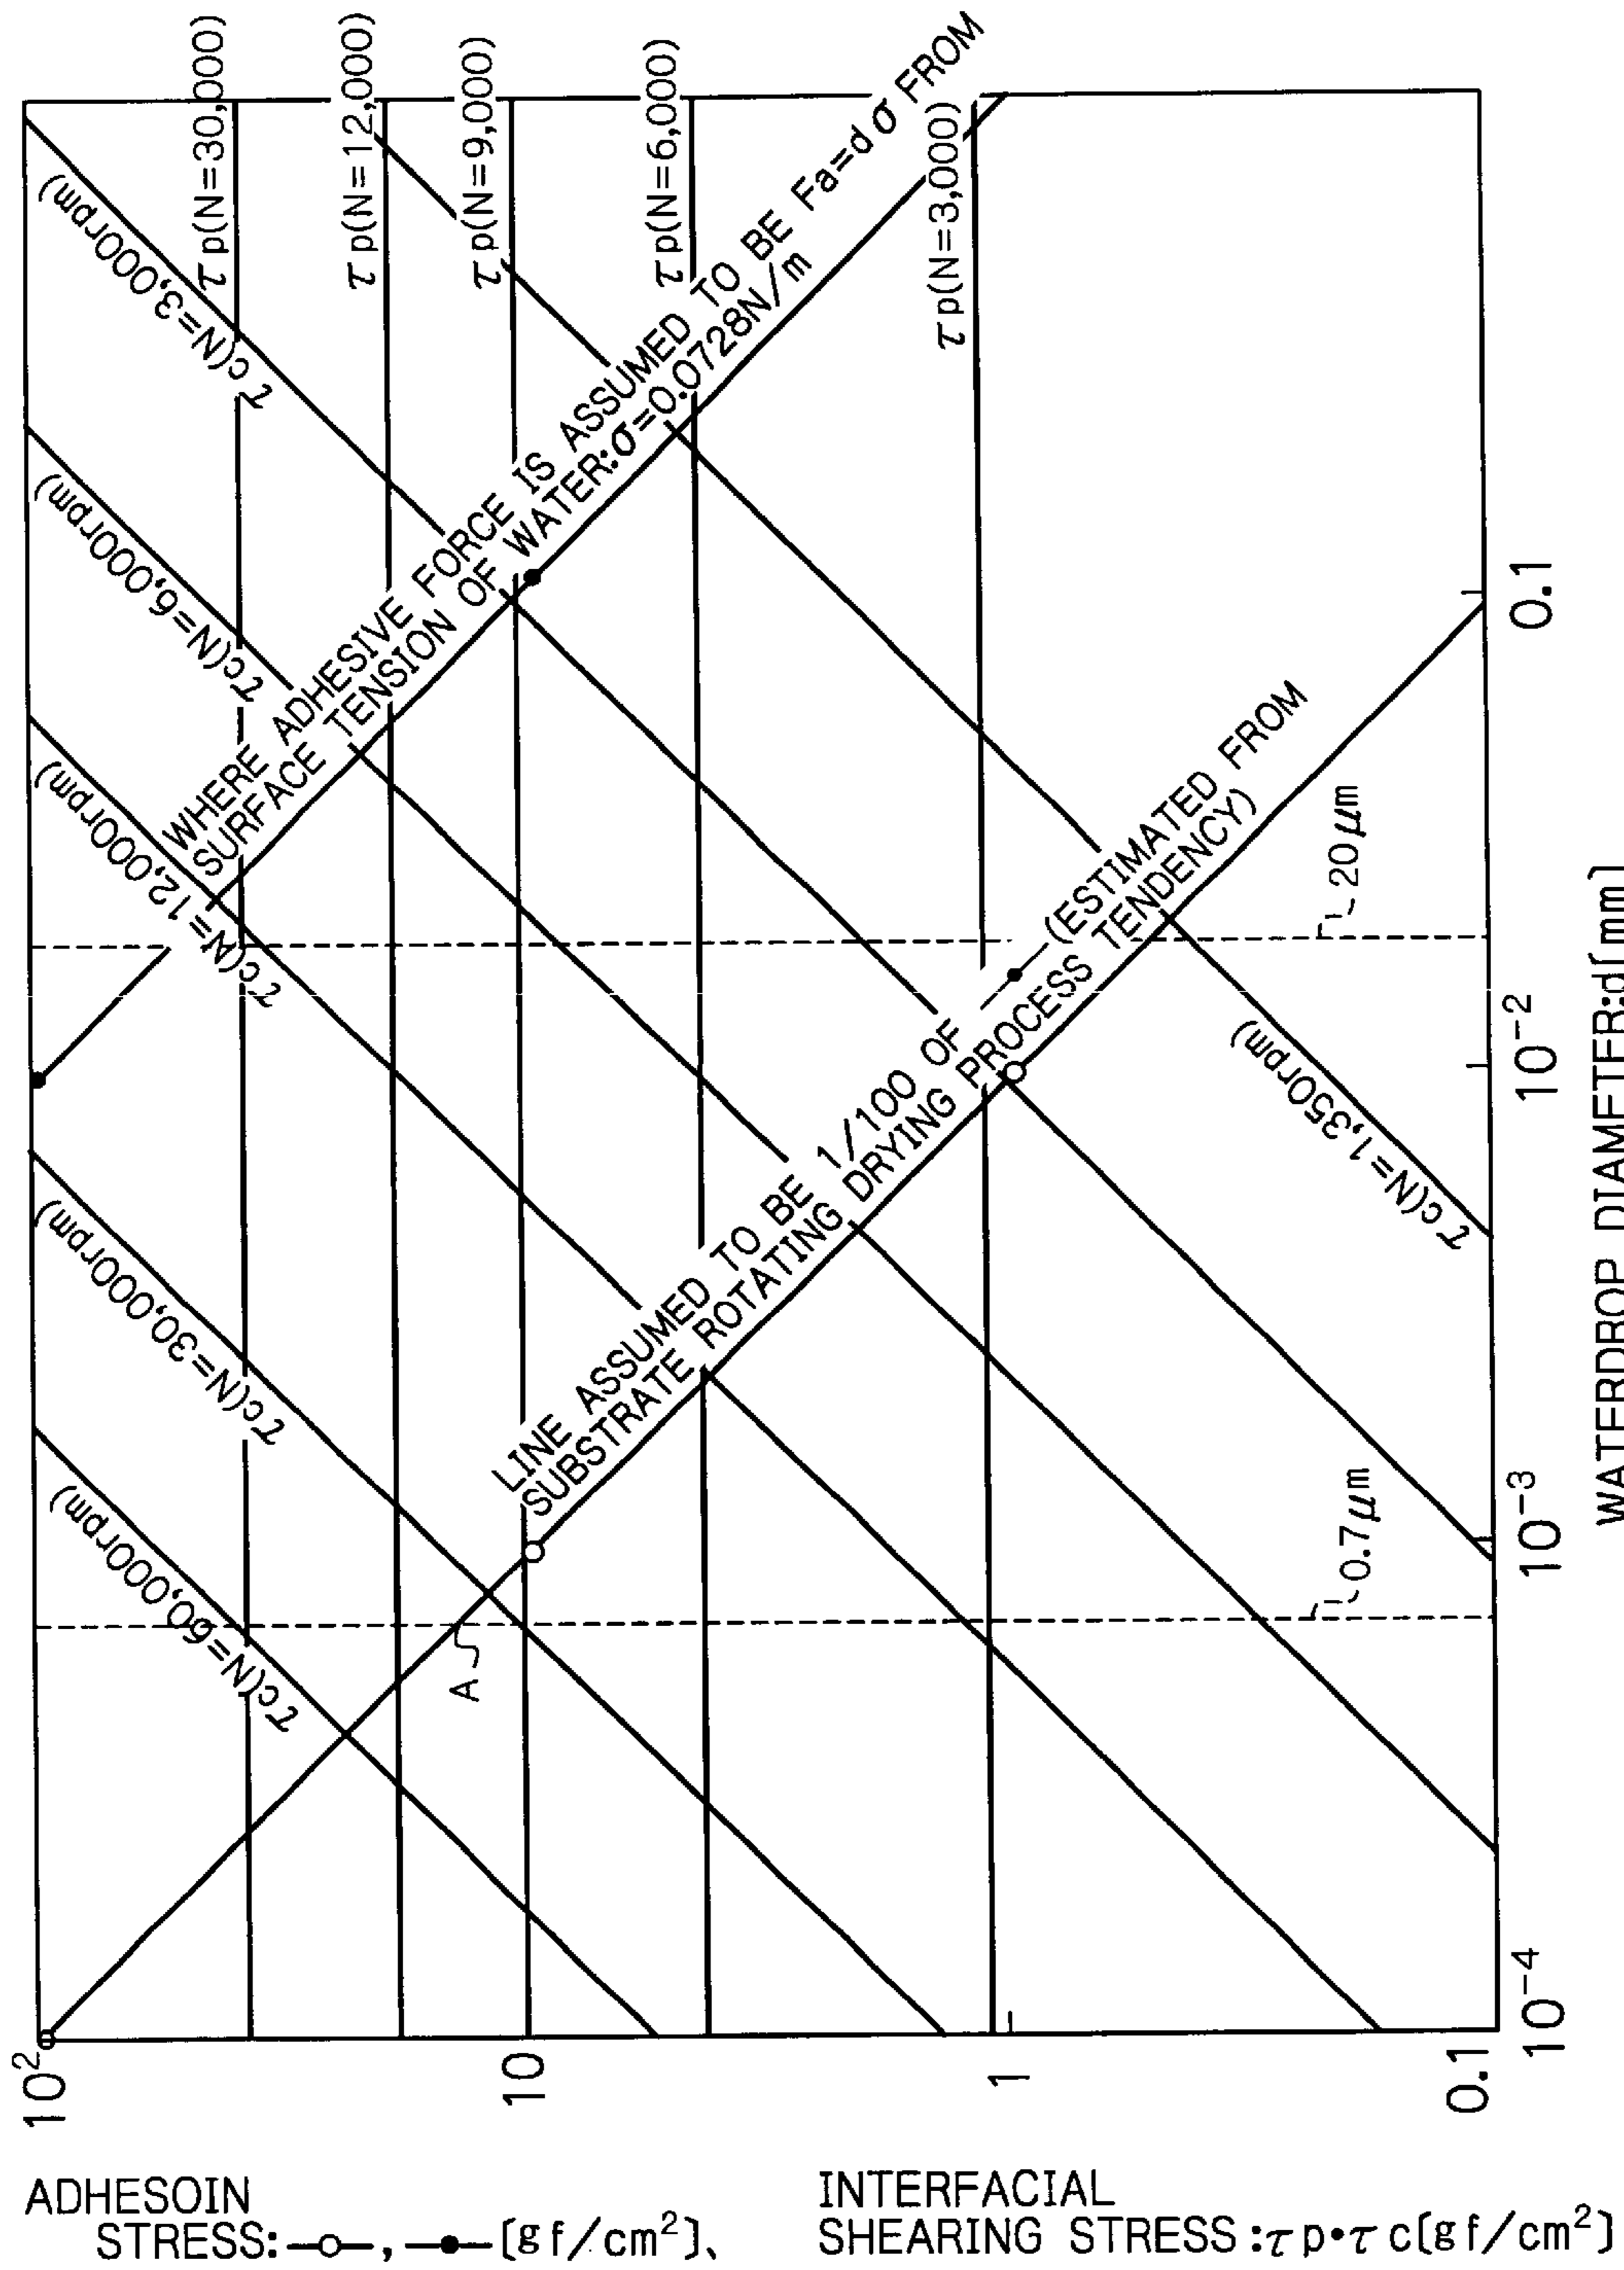 ADHESOIN
STRESS: —○—, —●— [gf/cm²]、
INTERFACIAL
SHEARING STRESS:τp•τc[gf/cm²]
10²
10
1
0.1
10⁻⁴
10⁻³
10⁻²
0.1
WATERDROP DIAMETER:d[mm]
τc(N=60,000rpm)
τc(N=30,000rpm)
τc(N=12,000rpm)
τc(N=6,000rpm)
τc(N=3,000rpm)
τc(N=1,350rpm)
τp(N=30,000)
τp(N=12,000)
τp(N=9,000)
τp(N=6,000)
τp(N=3,000)
WHERE ADHESIVE FORCE IS ASSUMED TO BE Fa=dσ FROM
SURFACE TENSION OF WATER:σ=0.0728N/m
LINE ASSUMED TO BE 1/100 OF —●— (ESTIMATED FROM
SUBSTRATE ROTATING DRYING PROCESS TENDENCY)
A
0.7μm
20μm